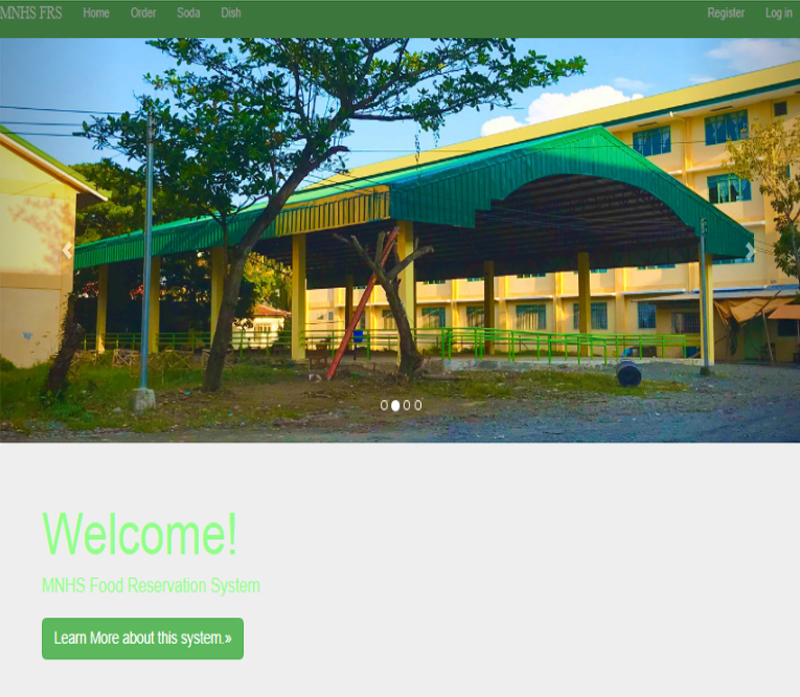 MNHS FRS Home Order Soda Dish Register Log in
Welcome!
MNHS Food Reservation System
Learn More about this system.»